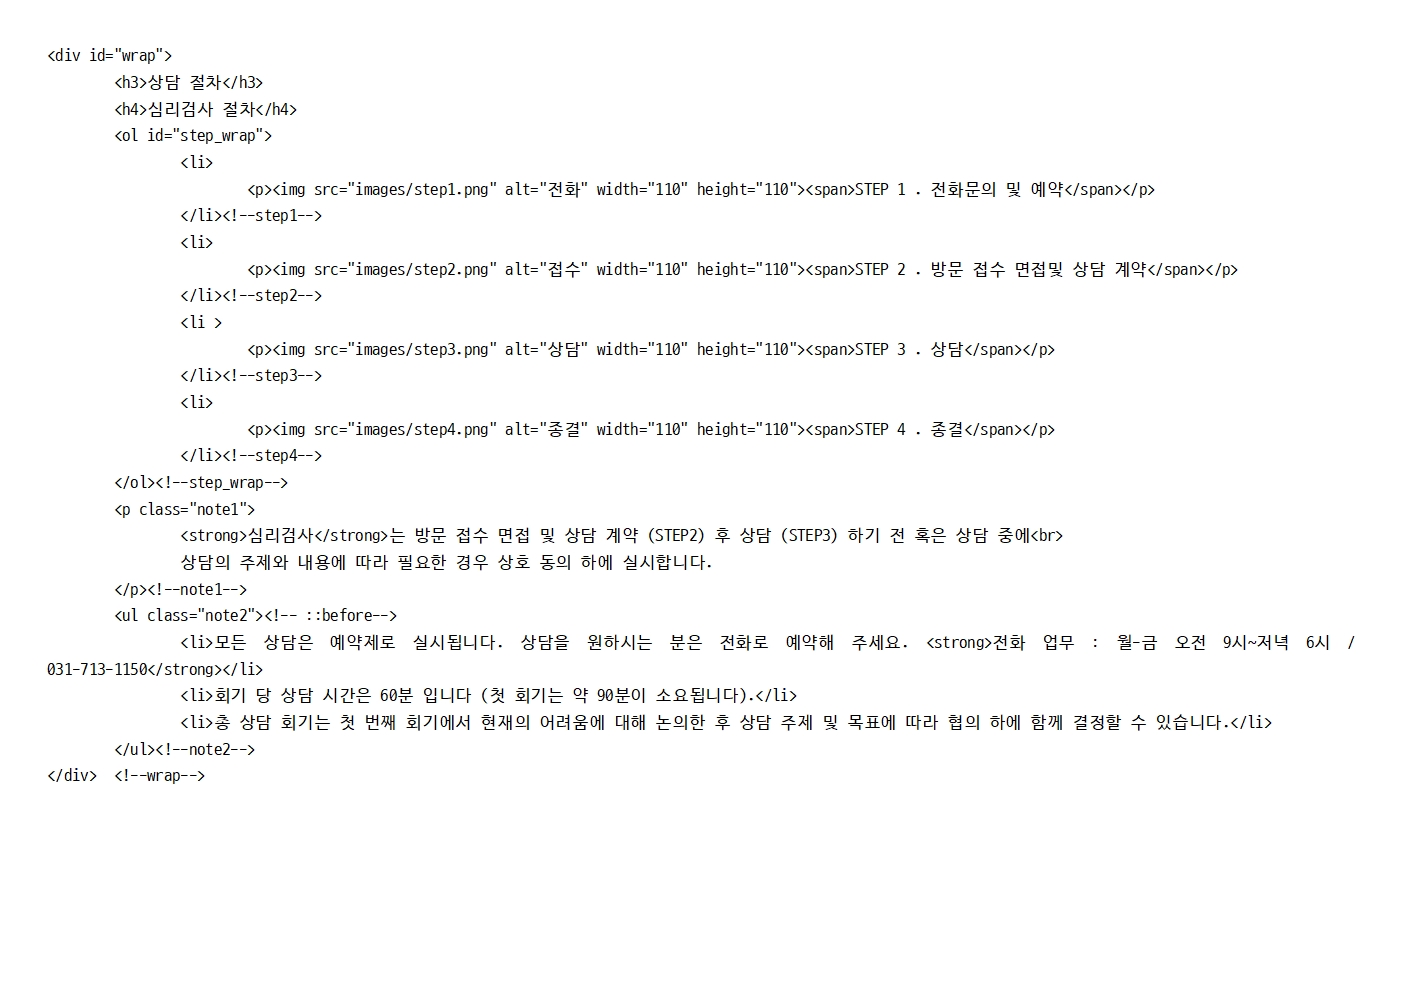 <div id="wrap">
<h3>상담 절차</h3>
<h4>심리검사 절차</h4>
<ol id="step_wrap">
<li>
<p><img src="images/step1.png" alt="전화" width="110" height="110"><span>STEP 1 . 전화문의 및 예약</span></p>
</li><!--step1-->
<li>
<p><img src="images/step2.png" alt="접수" width="110" height="110"><span>STEP 2 . 방문 접수 면접및 상담 계약</span></p>
</li><!--step2-->
<li >
<p><img src="images/step3.png" alt="상담" width="110" height="110"><span>STEP 3 . 상담</span></p>
</li><!--step3-->
<li>
<p><img src="images/step4.png" alt="종결" width="110" height="110"><span>STEP 4 . 종결</span></p>
</li><!--step4-->
</ol><!--step_wrap-->
<p class="note1">
<strong>심리검사</strong>는 방문 접수 면접 및 상담 계약 (STEP2) 후 상담 (STEP3) 하기 전 혹은 상담 중에<br>
상담의 주제와 내용에 따라 필요한 경우 상호 동의 하에 실시합니다.
</p><!--note1-->
<ul class="note2"><!-- ::before-->
<li>모든 상담은 예약제로 실시됩니다. 상담을 원하시는 분은 전화로 예약해 주세요. <strong>전화 업무 : 월-금 오전 9시~저녁 6시 /
031-713-1150</strong></li>
<li>회기 당 상담 시간은 60분 입니다 (첫 회기는 약 90분이 소요됩니다).</li>
<li>총 상담 회기는 첫 번째 회기에서 현재의 어려움에 대해 논의한 후 상담 주제 및 목표에 따라 협의 하에 함께 결정할 수 있습니다.</li>
</ul><!--note2-->
</div> <!--wrap-->